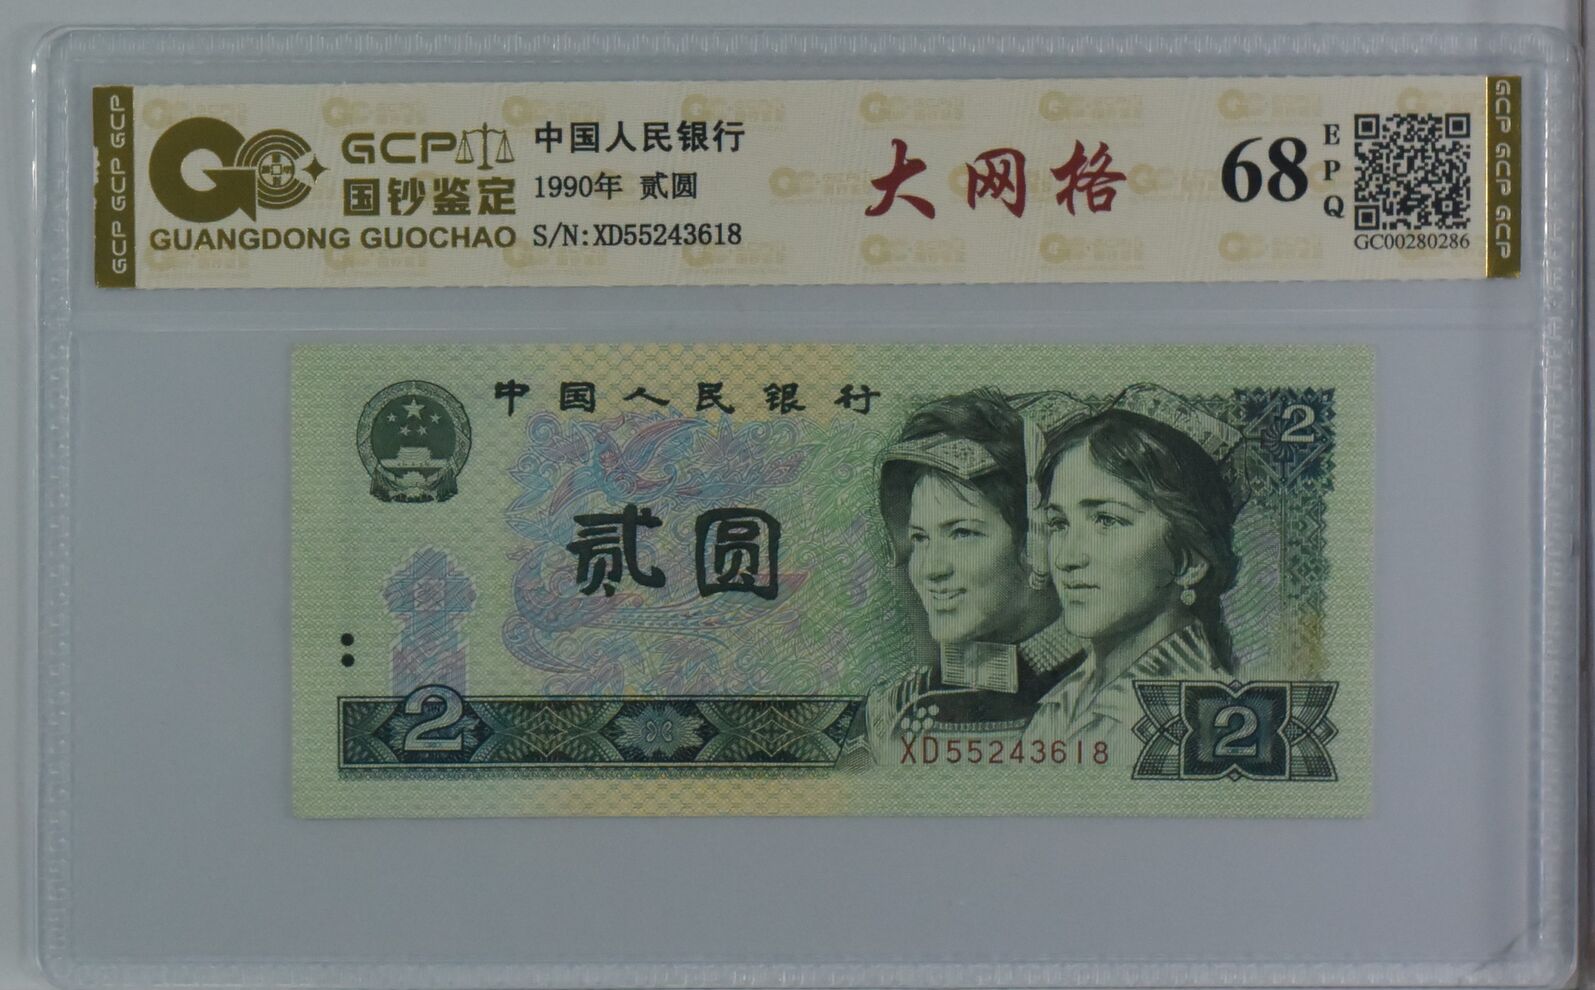 GCP GCP GCP
GCP
国钞鉴定
GUANGDONG GUOCHAO
中国人民银行
1990年 贰圆
S/N:XD55243618
大网格
68
EPQ
GC00280286
GCP GCP GCP
中国人民银行
2
贰圆
2
XD55243618
2